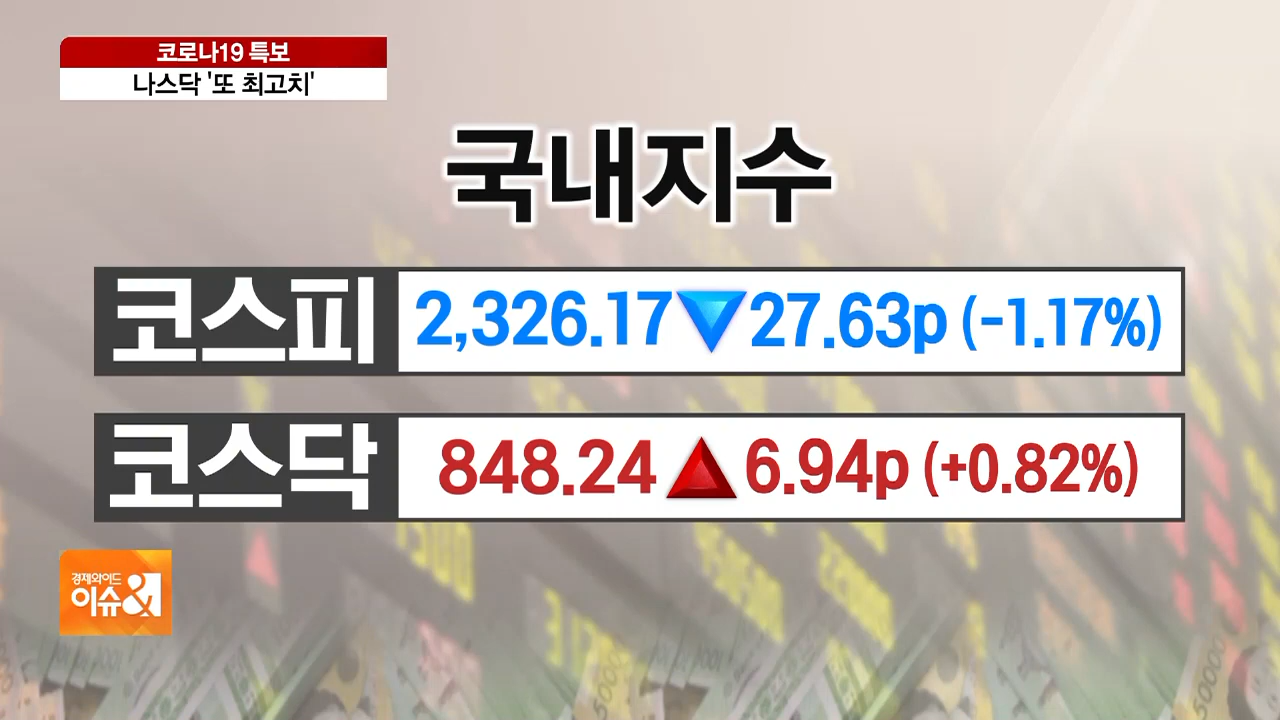 코로나19 특보
나스닥 '또 최고치'
국내지수
코스피 2,326.17▼27.63p (-1.17%)
코스닥 848.24▲6.94p (+0.82%)
경제와이드
이슈&